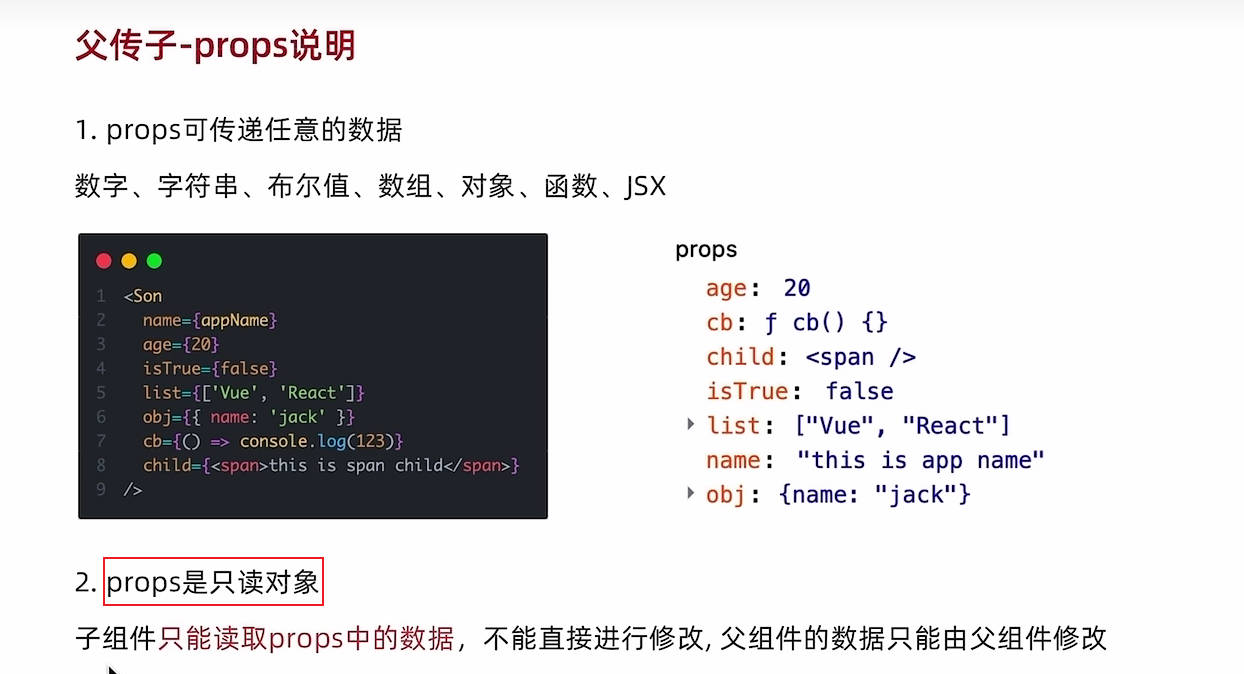 父传子-props说明
1. props可传递任意的数据
数字、字符串、布尔值、数组、对象、函数、JSX
1 <Son
2 name={appName}
3 age={20}
4 isTrue={false}
5 list={['Vue', 'React']}
6 obj={{ name: 'jack' }}
7 cb={() => console.log(123)}
8 child={<span>this is span child</span>}
9 />
props
age: 20
cb: ƒ cb() {}
child: <span />
isTrue: false
list: ["Vue", "React"]
name: "this is app name"
obj: {name: "jack"}
2. props是只读对象
子组件只能读取props中的数据，不能直接进行修改, 父组件的数据只能由父组件修改